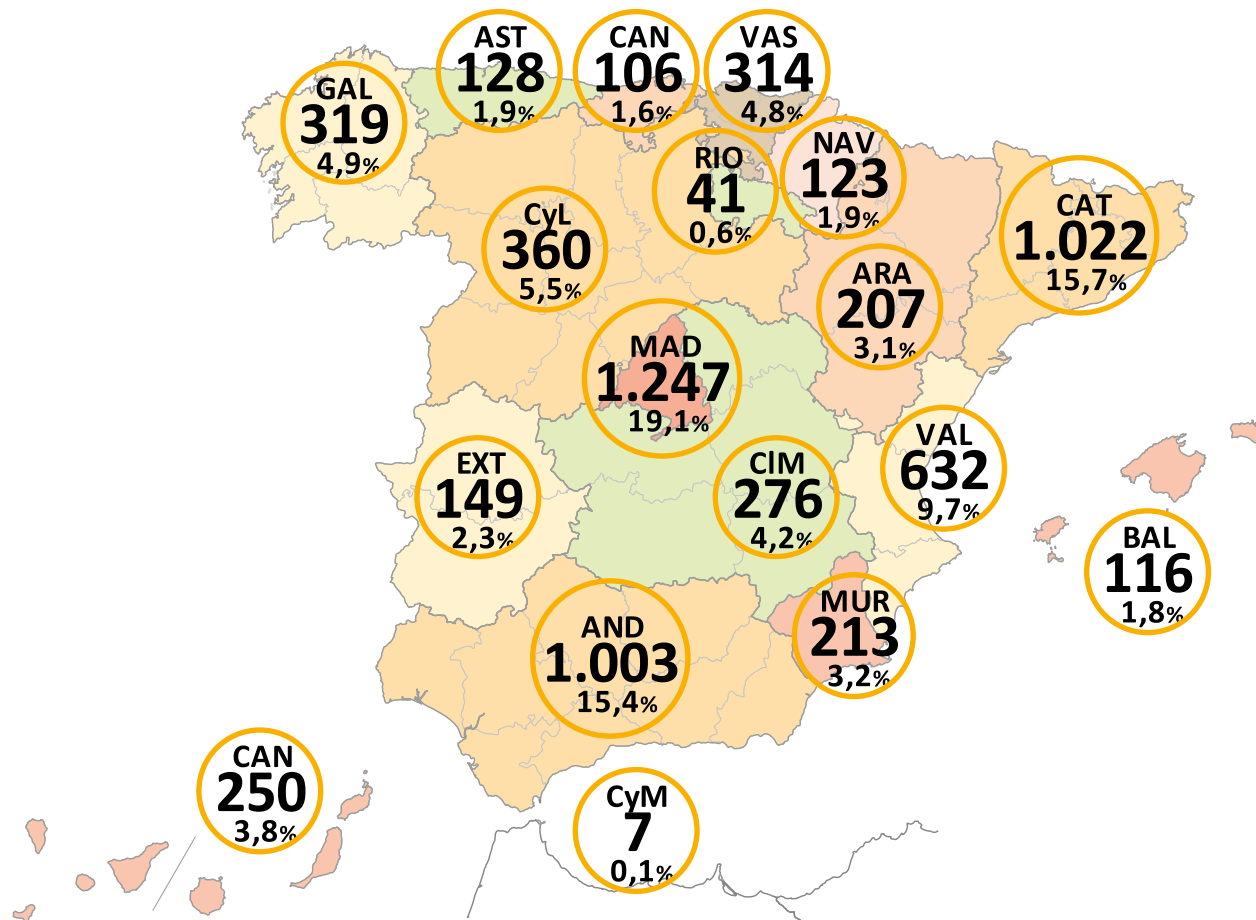 AST
128
1,9%
CAN
106
1,6%
VAS
314
4,8%
GAL
319
4,9%
RIO
41
0,6%
NAV
123
1,9%
CAT
1.022
15,7%
CyL
360
5,5%
ARA
207
3,1%
MAD
1.247
19,1%
VAL
632
9,7%
EXT
149
2,3%
ClM
276
4,2%
BAL
116
1,8%
MUR
213
3,2%
AND
1.003
15,4%
CAN
250
3,8%
CyM
7
0,1%